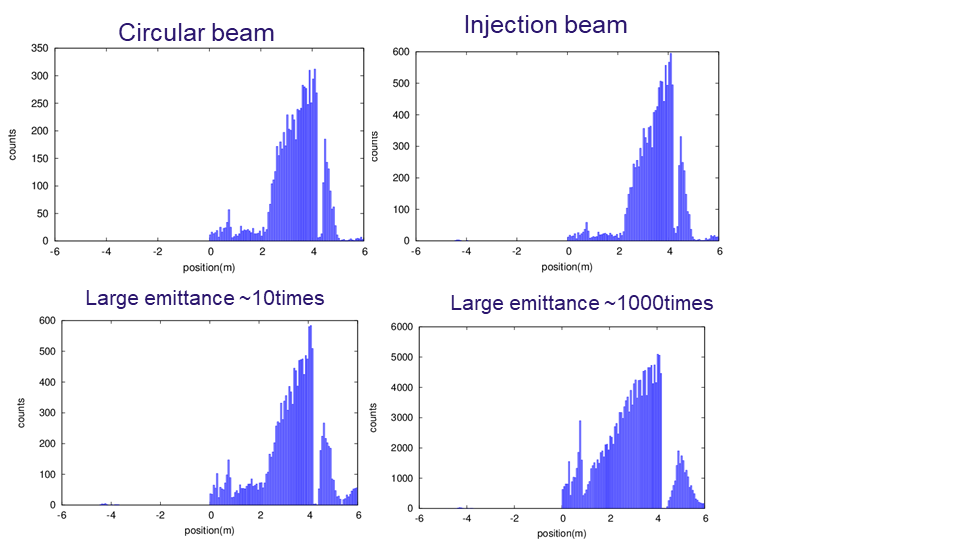 Circular beam
Injection beam
350
300
250
200
150
100
50
0
-6 -4 -2 0 2 4 6
counts
position(m)
600
500
400
300
200
100
0
-6 -4 -2 0 2 4 6
counts
position(m)
Large emittance ~10times
Large emittance ~1000times
600
500
400
300
200
100
0
-6 -4 -2 0 2 4 6
counts
position(m)
6000
5000
4000
3000
2000
1000
0
-6 -4 -2 0 2 4 6
counts
position(m)